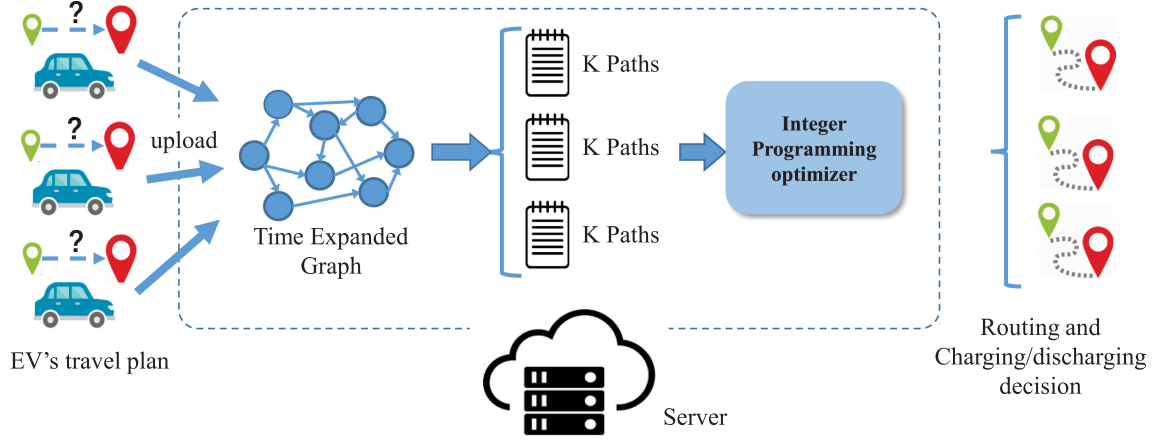 ?
?
?
EV's travel plan
upload
Time Expanded
Graph
K Paths
K Paths
K Paths
Integer
Programming
optimizer
Server
Routing and
Charging/discharging
decision